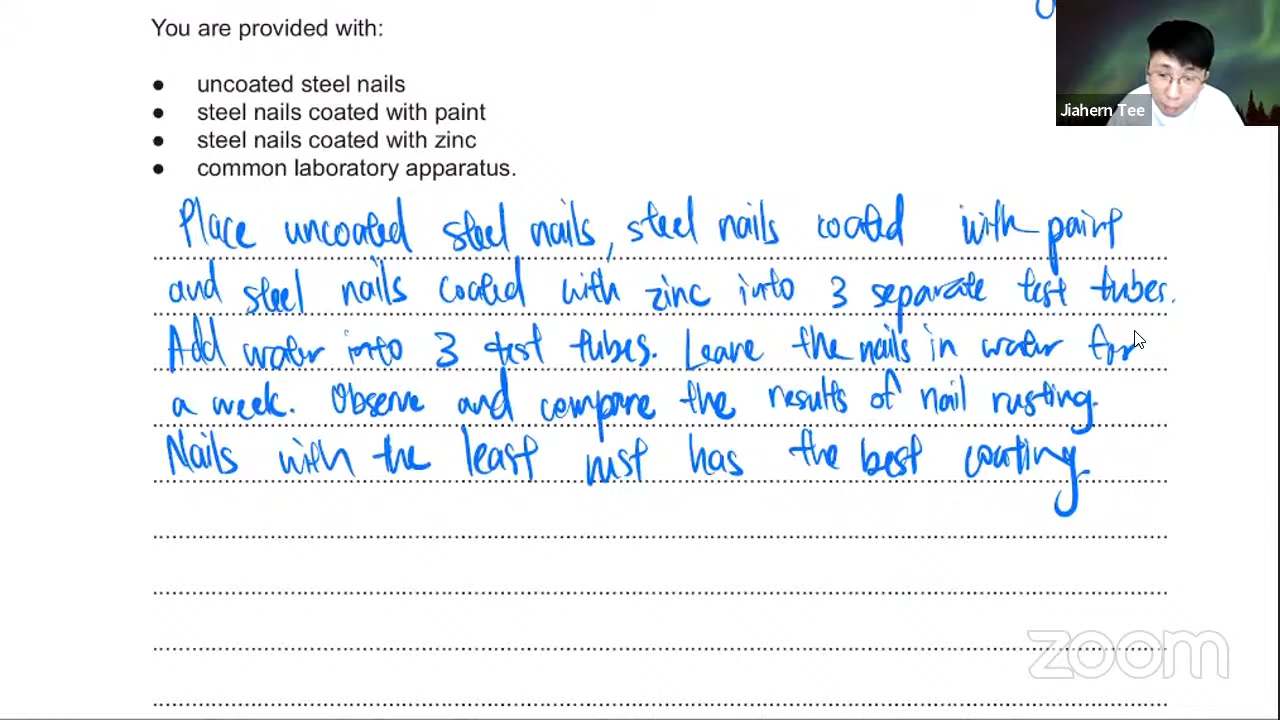 You are provided with:
Jiahern Tee
● uncoated steel nails
● steel nails coated with paint
● steel nails coated with zinc
● common laboratory apparatus.
Place uncoated steel nails, steel nails coated with paint
and steel nails coated with zinc into 3 separate test tubes.
Add water into 3 test tubes. Leave the nails in water for
a week. Observe and compare the results of nail rusting.
Nails with the least rust has the best coating
zoom